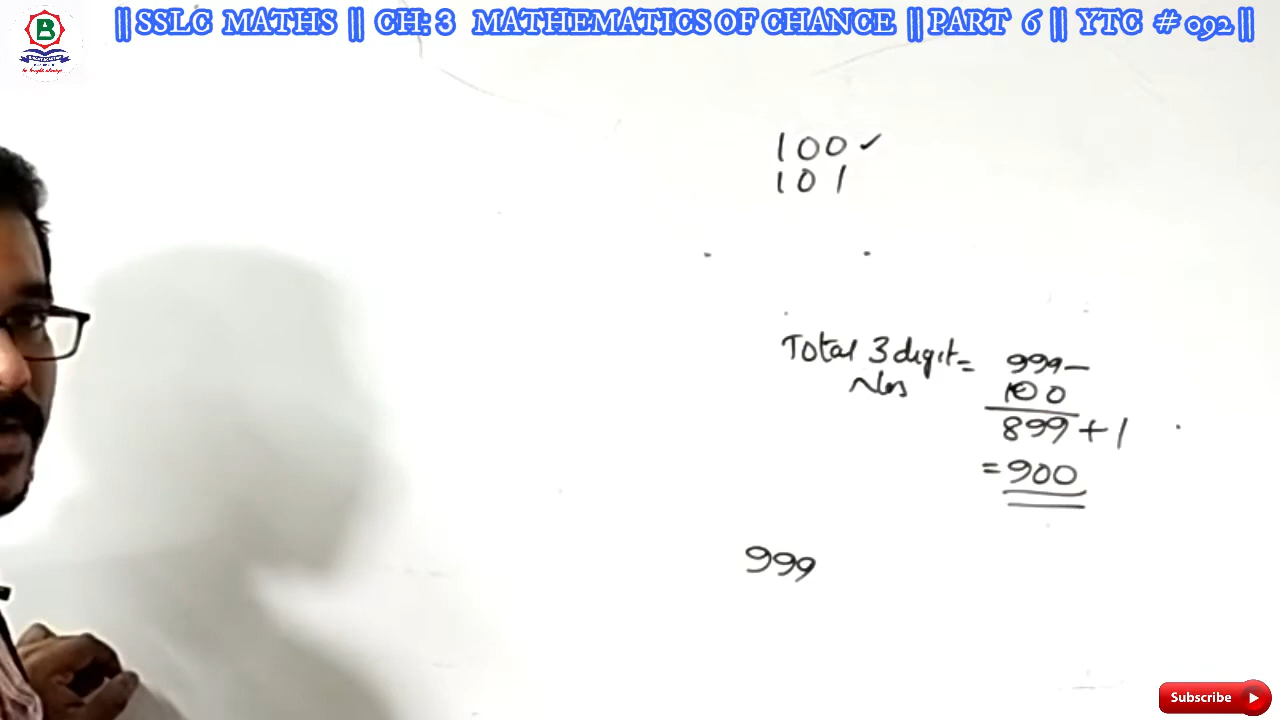 || SSLC MATHS || CH: 3 MATHEMATICS OF CHANCE || PART 6 || YTC # 092 ||
B
100 ✓
101
Total 3 digit = 999 -
Nos 100
899 + 1
= 900
999
Subscribe